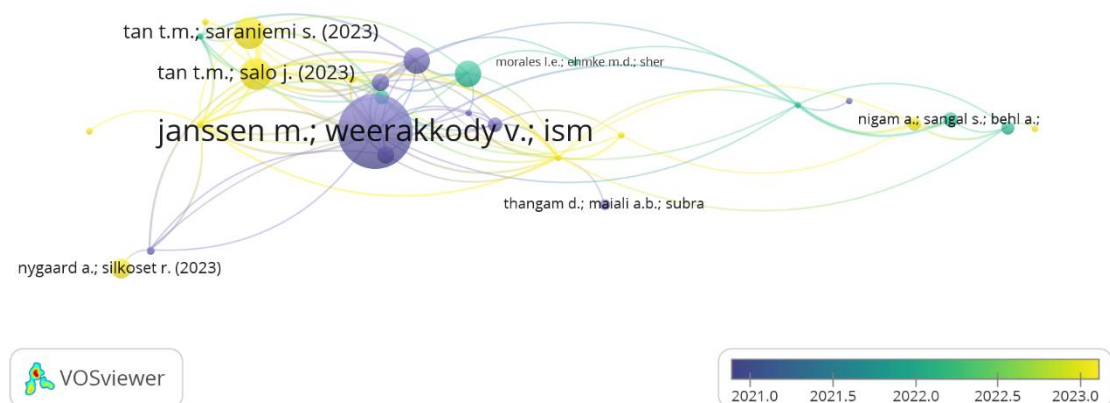 tan t.m.; saraniemi s. (2023)
tan t.m.; salo j. (2023)
morales l.e.; ehmke m.d.; sher
janssen m.; weerakkody v.; ism
nigam a.; sangal s.; behl a.;
thangam d.; maiali a.b.; subra
nygaard a.; silkoset r. (2023)
VOSviewer
2021.0 2021.5 2022.0 2022.5 2023.0